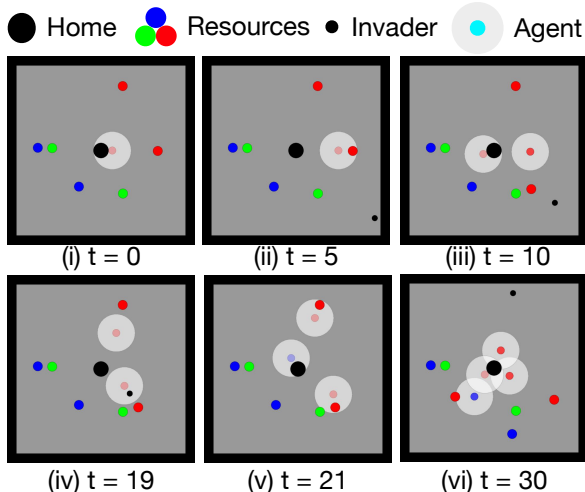 Home Resources Invader Agent
(i) t = 0 (ii) t = 5 (iii) t = 10
(iv) t = 19 (v) t = 21 (vi) t = 30